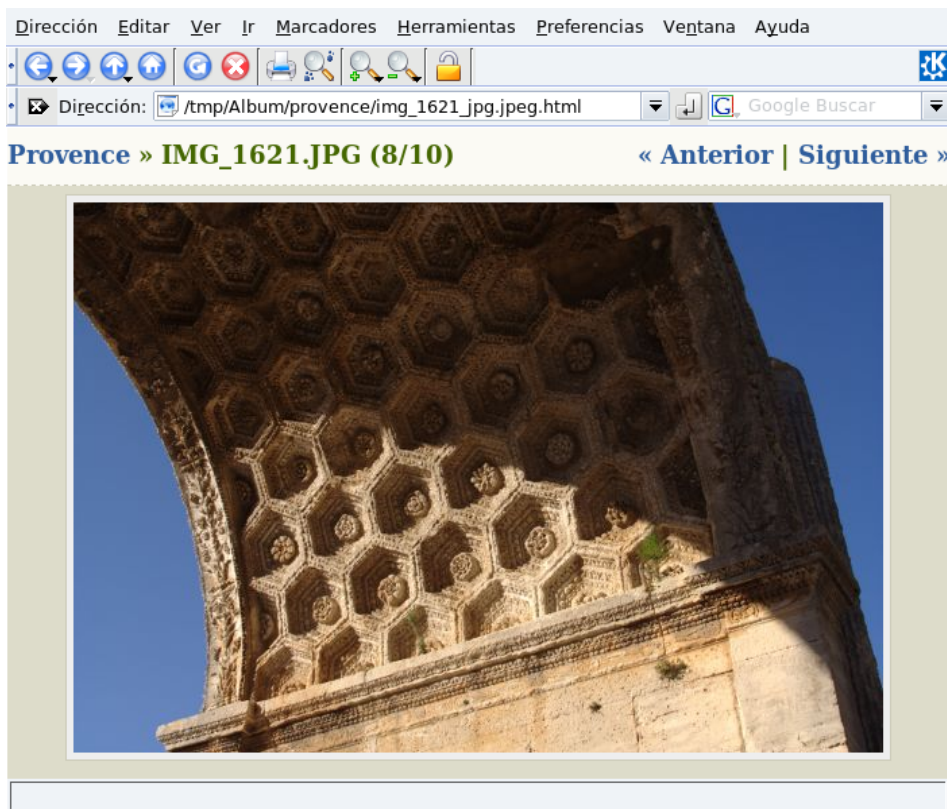 Dirección Editar Ver Ir Marcadores Herramientas Preferencias Ventana Ayuda
Dirección: /tmp/Album/provence/img_1621_jpg.jpeg.html G Google Buscar
Provence » IMG_1621.JPG (8/10) « Anterior | Siguiente »